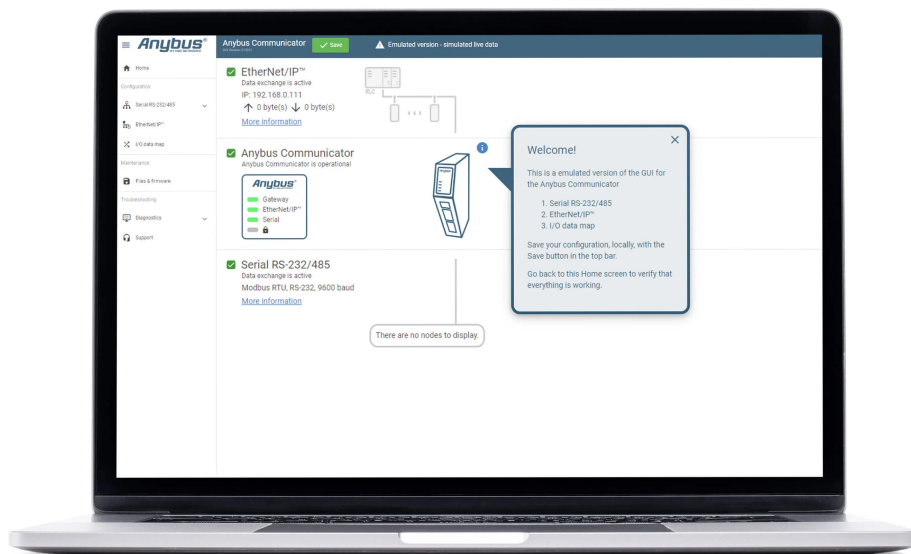 Anybus®
BY HMS NETWORKS
Anybus Communicator
Save
Emulated version - simulated live data
Home
Configuration
Serial RS-232/485
EtherNet/IP™
I/O data map
Maintenance
Files & firmware
Troubleshooting
Diagnostics
Support
EtherNet/IP™
Data exchange is active
IP: 192.168.0.111
0 byte(s) 0 byte(s)
More information
PLC
Anybus Communicator
Anybus Communicator is operational
Anybus®
Gateway
EtherNet/IP™
Serial
Anybus
Serial RS-232/485
Data exchange is active
Modbus RTU, RS-232, 9600 baud
More information
There are no nodes to display.
Welcome!
This is a emulated version of the GUI for
the Anybus Communicator
1. Serial RS-232/485
2. EtherNet/IP™
3. I/O data map
Save your configuration, locally, with the
Save button in the top bar.
Go back to this Home screen to verify that
everything is working.